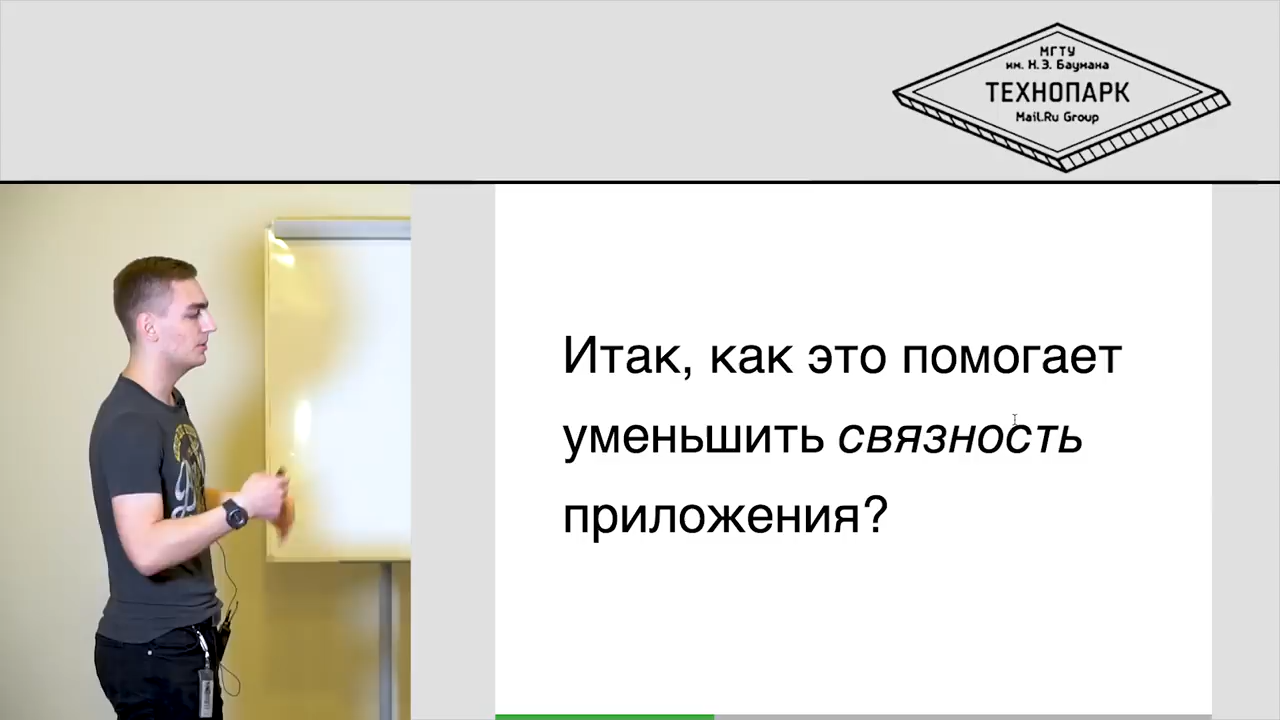 МГТУ
им. Н.Э. Баумана
ТЕХНОПАРК
Mail.Ru Group
Итак, как это помогает
уменьшить связность
приложения?